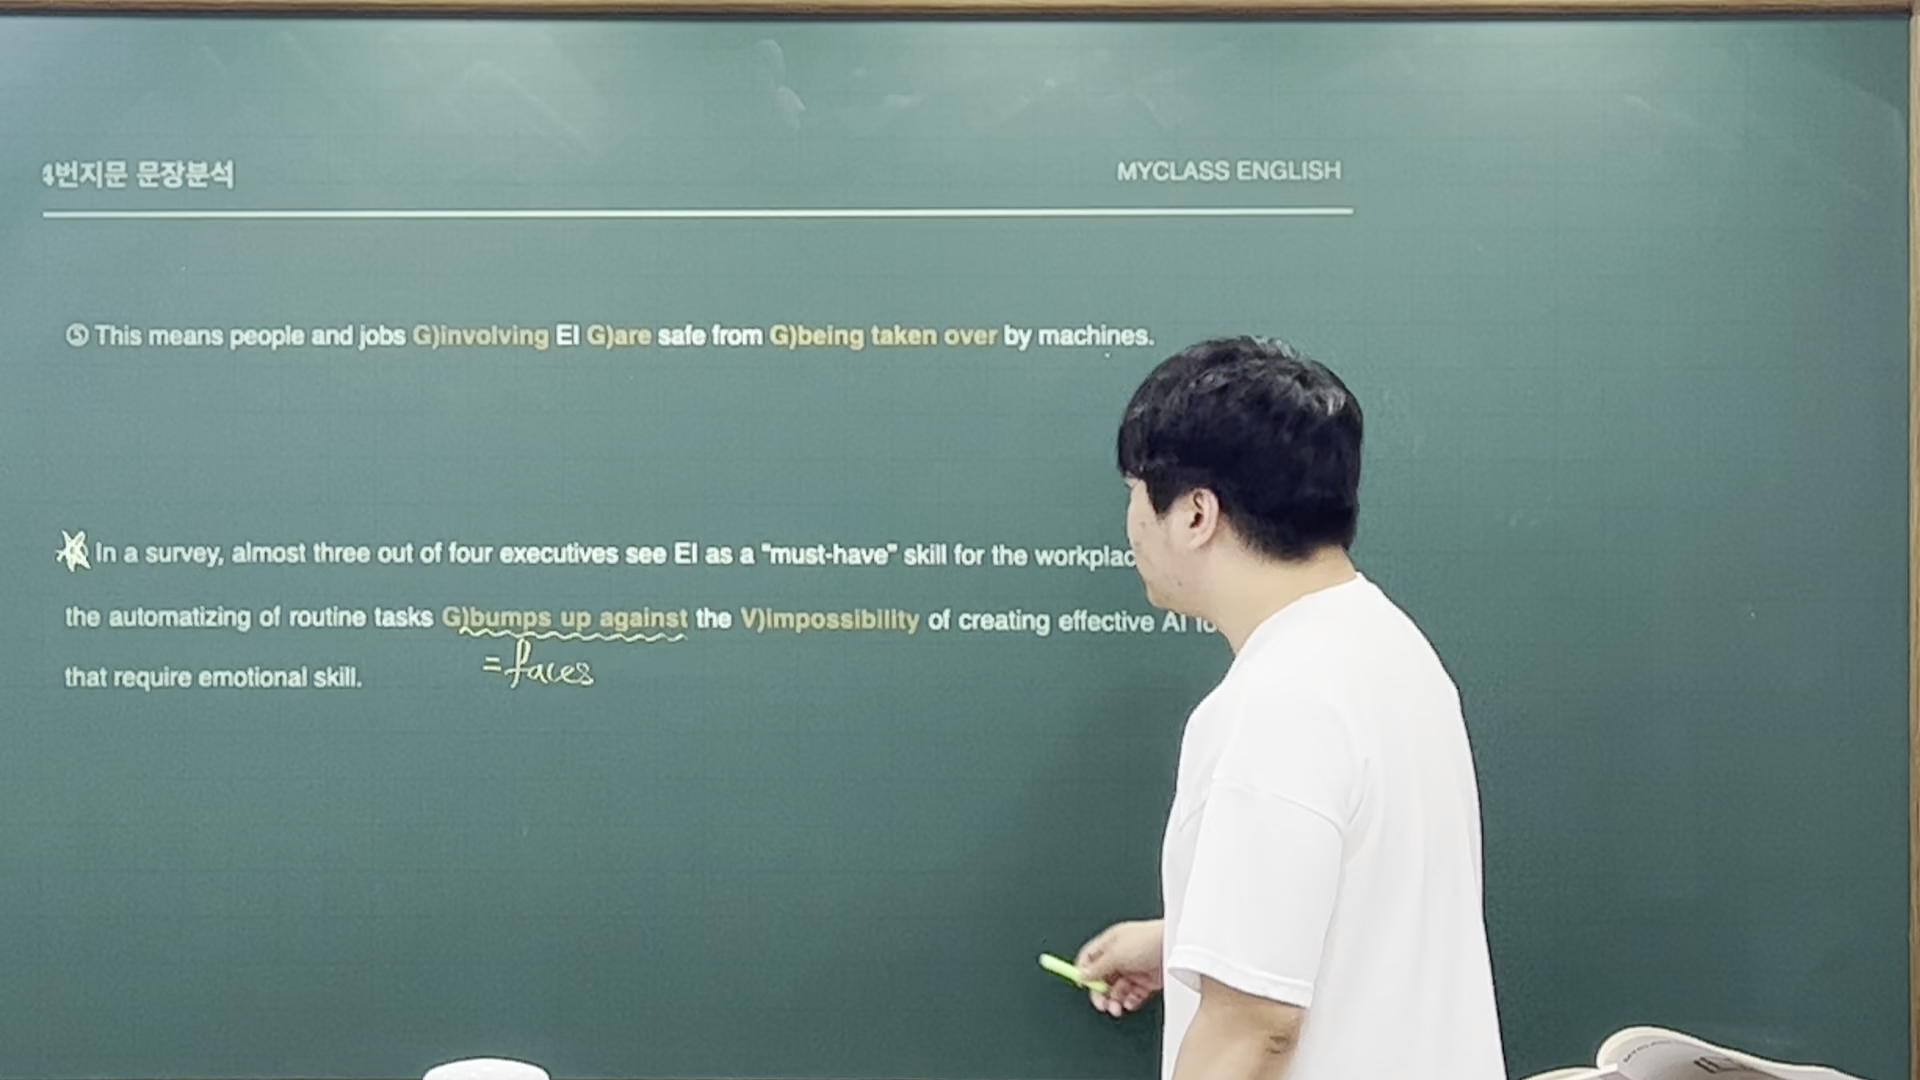 4번지문 문장분석
MYCLASS ENGLISH
⑤ This means people and jobs G)involving EI G)are safe from G)being taken over by machines.
In a survey, almost three out of four executives see EI as a "must-have" skill for the workplac
the automatizing of routine tasks G)bumps up against the V)impossibility of creating effective AI fo
=faces
that require emotional skill.